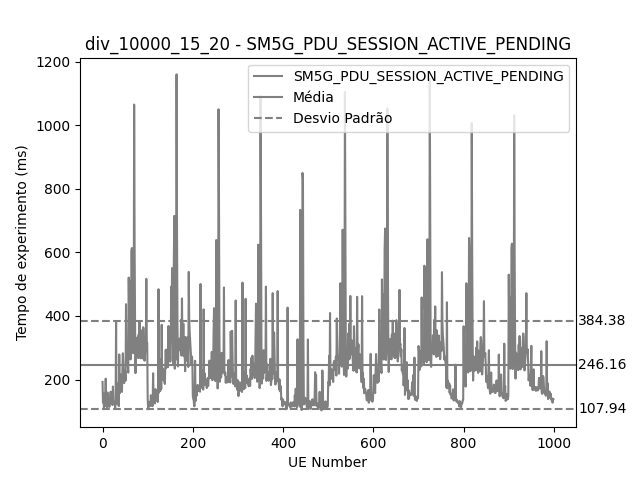 div_10000_15_20 - SM5G_PDU_SESSION_ACTIVE_PENDING
SM5G_PDU_SESSION_ACTIVE_PENDING
Média
Desvio Padrão
Tempo de experimento (ms)
1200
1000
800
600
400
200
384.38
246.16
107.94
0
200
400
600
800
1000
UE Number